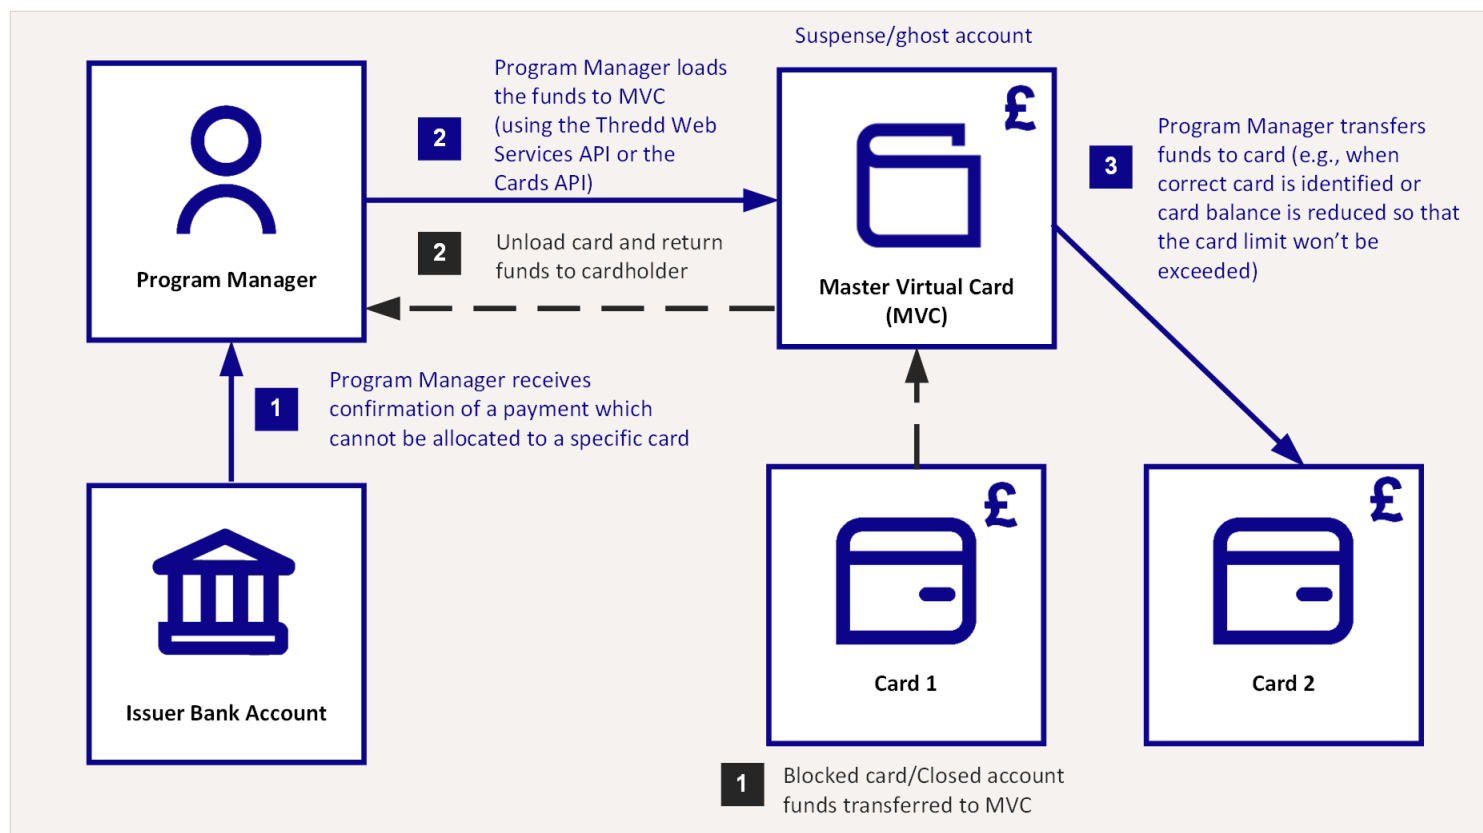 Suspense/ghost account
Program Manager loads
the funds to MVC
(using the Thredd Web
Services API or the
Cards API)
2
£
Program Manager transfers
funds to card (e.g., when
correct card is identified or
card balance is reduced so that
the card limit won’t be
exceeded)
3
2
Unload card and return
funds to cardholder
Program Manager
Master Virtual Card
(MVC)
1
Program Manager receives
confirmation of a payment which
cannot be allocated to a specific card
£
£
Issuer Bank Account
Card 1
Card 2
1
Blocked card/Closed account
funds transferred to MVC